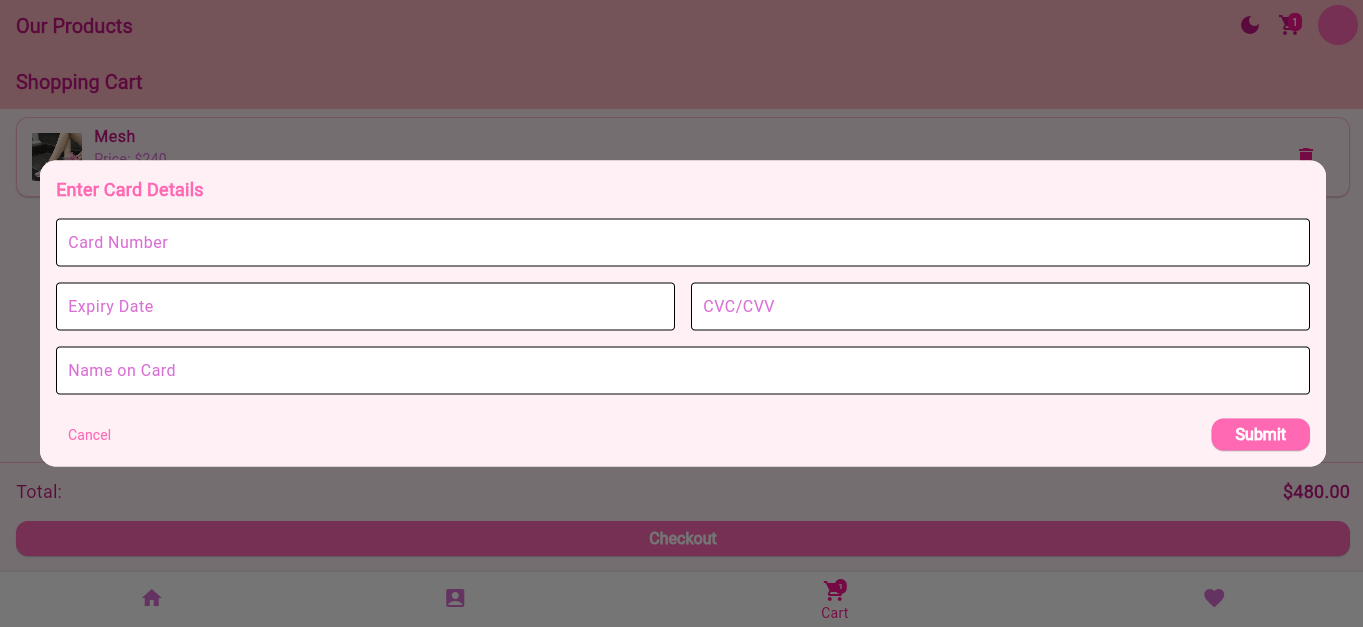 Our Products
1
Shopping Cart
Mesh
Price: $240
Enter Card Details
Card Number
Expiry Date
CVC/CVV
Name on Card
Cancel
Submit
Total:
$480.00
Checkout
1
Cart